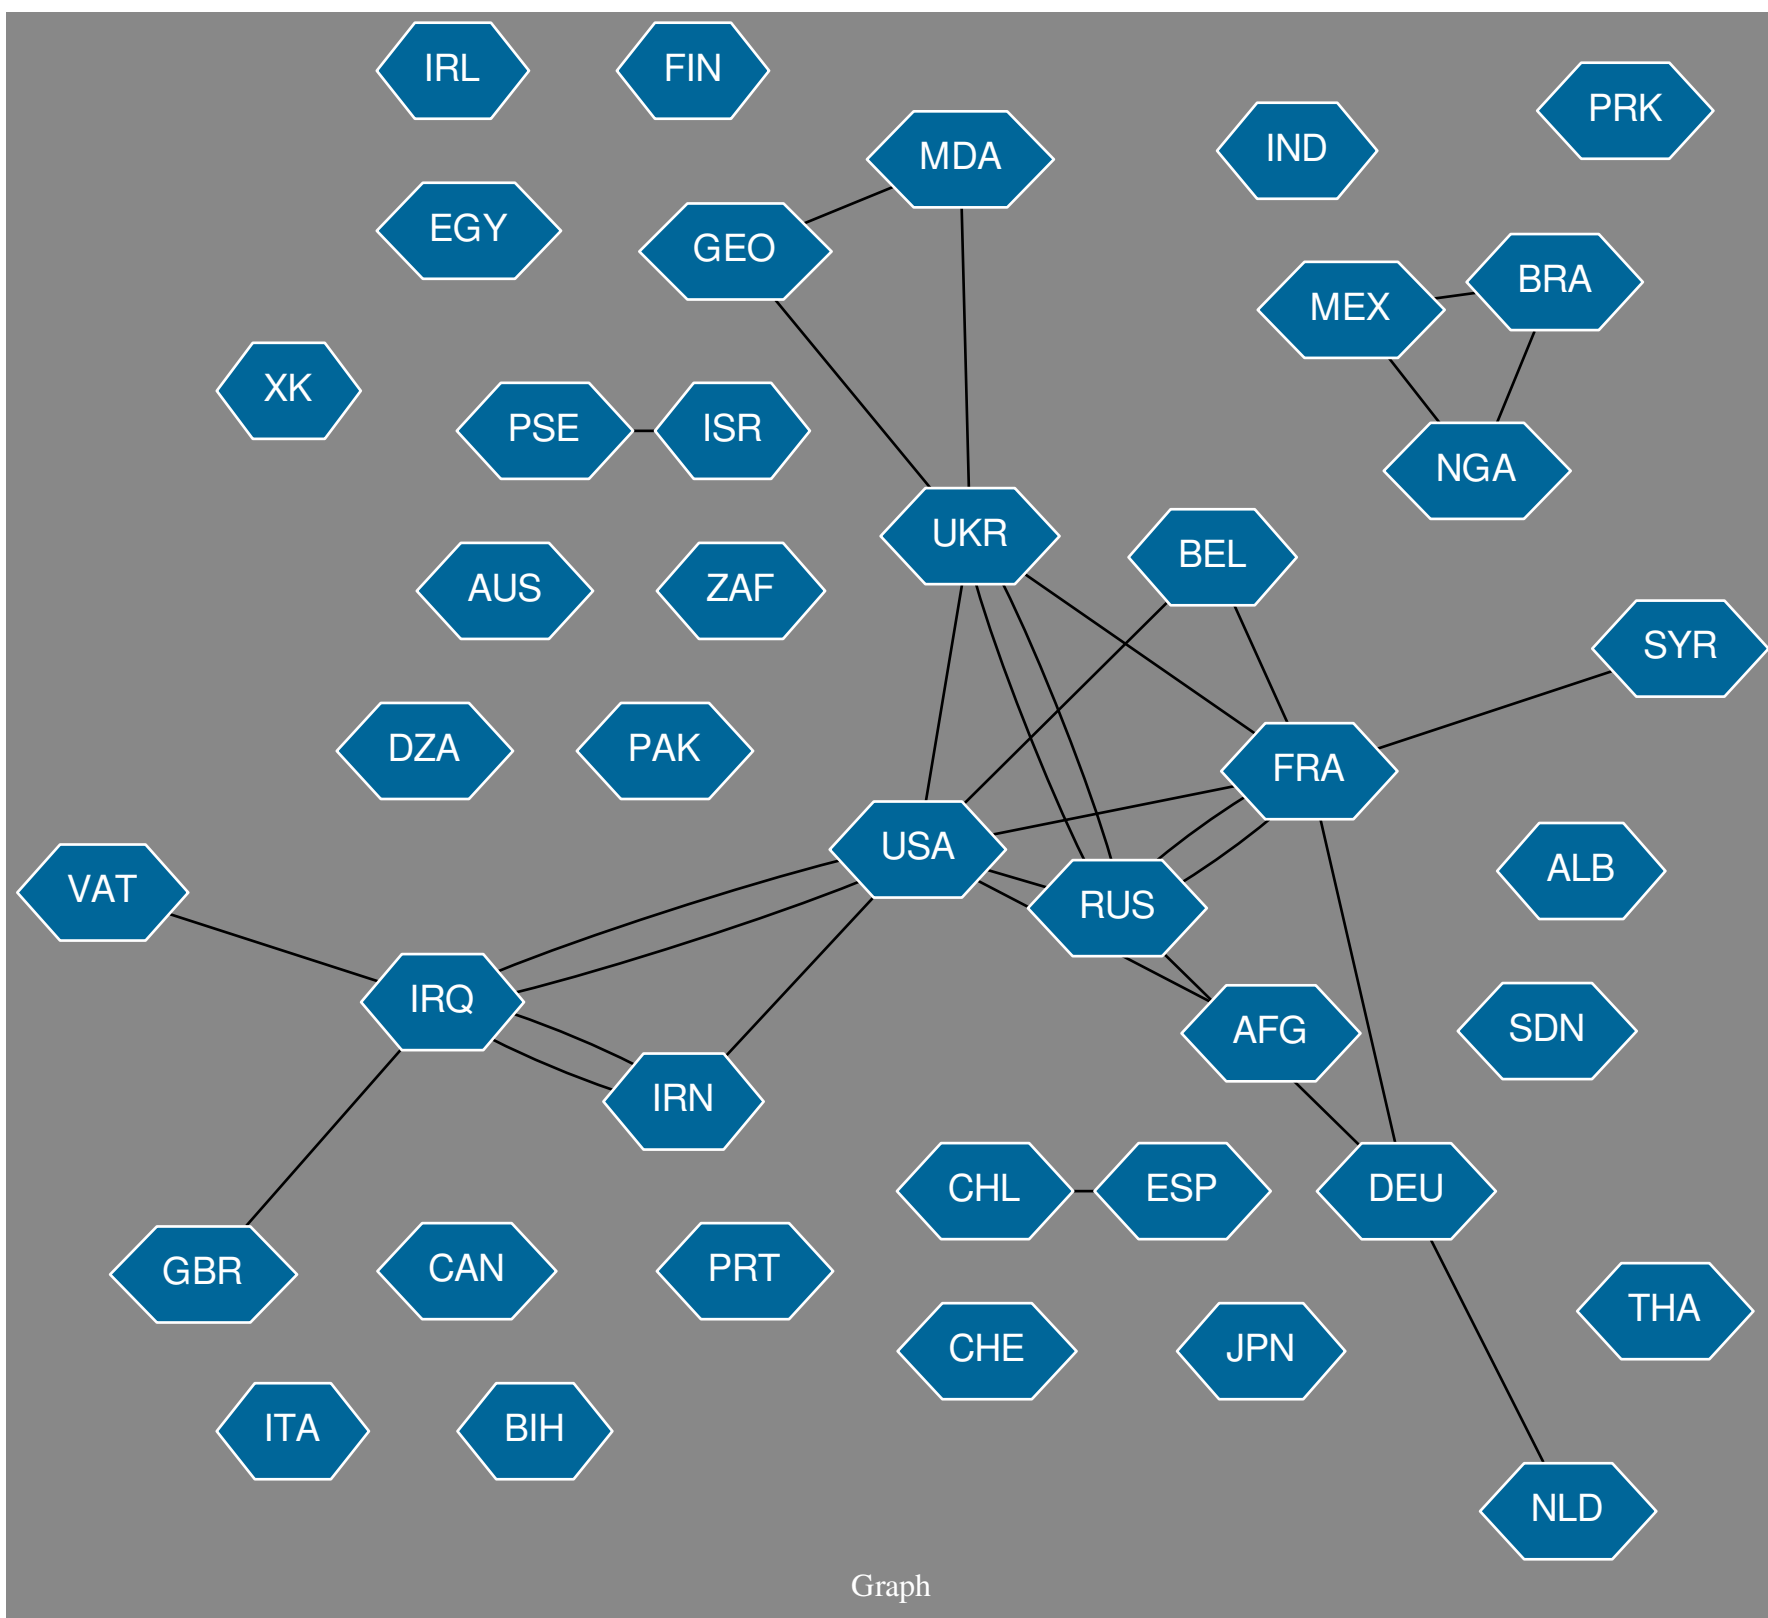 IRL
FIN
PRK
IND
MDA
EGY
GEO
BRA
MEX
XK
PSE
ISR
NGA
UKR
BEL
AUS
ZAF
SYR
DZA
PAK
FRA
USA
ALB
VAT
RUS
IRQ
AFG
SDN
IRN
CHL
ESP
DEU
GBR
CAN
PRT
THA
CHE
JPN
ITA
BIH
NLD
Graph